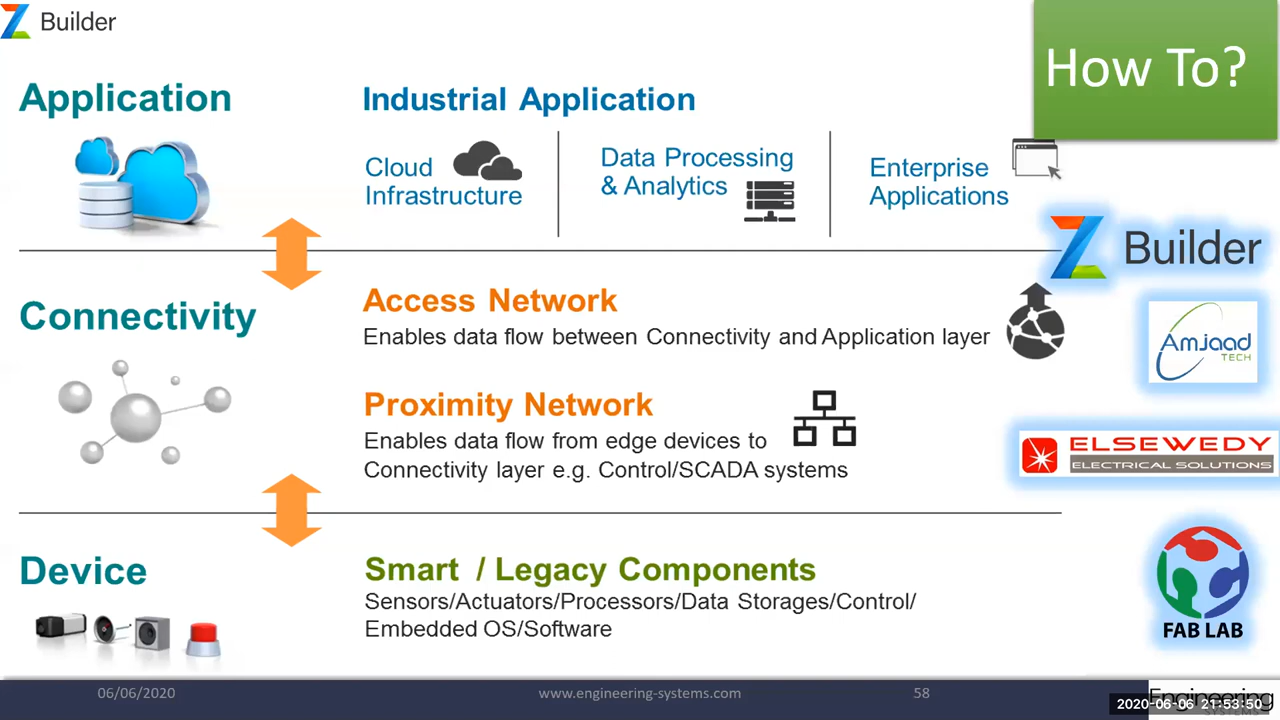 Builder
How To?
Application
Industrial Application
Cloud
Infrastructure
Data Processing
& Analytics
Enterprise
Applications
Builder
Connectivity
Access Network
Enables data flow between Connectivity and Application layer
Amjaad
TECH
Proximity Network
Enables data flow from edge devices to
Connectivity layer e.g. Control/SCADA systems
ELSEWEDY
ELECTRICAL SOLUTIONS
Device
Smart / Legacy Components
Sensors/Actuators/Processors/Data Storages/Control/
Embedded OS/Software
FAB LAB
06/06/2020
www.engineering-systems.com
58
Engineering
2020-06-06 21:53:50